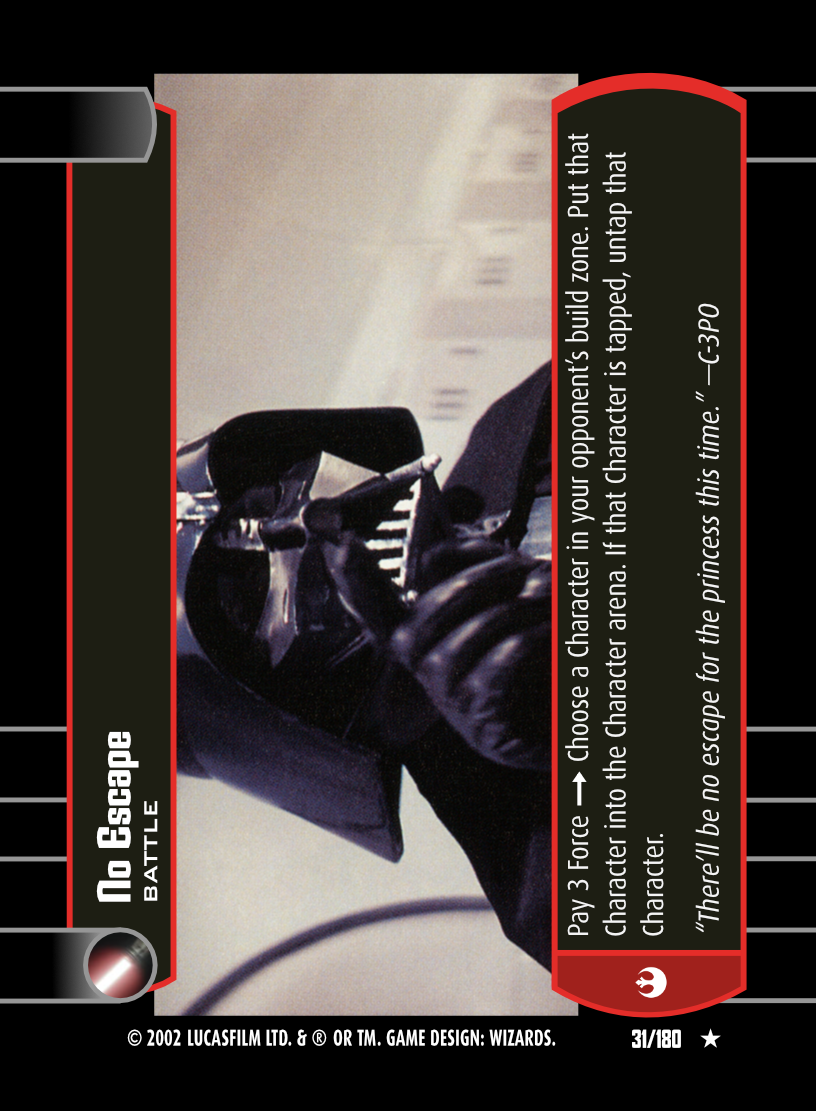 No Escape
BATTLE
Pay 3 Force → Choose a Character in your opponent's build zone. Put that
Character into the Character arena. If that Character is tapped, untap that
Character.
“There'll be no escape for the princess this time.” —C-3PO
© 2002 LUCASFILM LTD. & ® OR TM. GAME DESIGN: WIZARDS.
31/180 ★